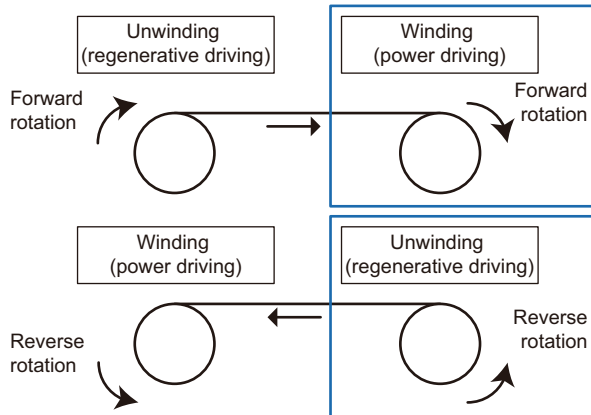 Unwinding
(regenerative driving)
Winding
(power driving)
Forward
rotation
Forward
rotation
Winding
(power driving)
Unwinding
(regenerative driving)
Reverse
rotation
Reverse
rotation